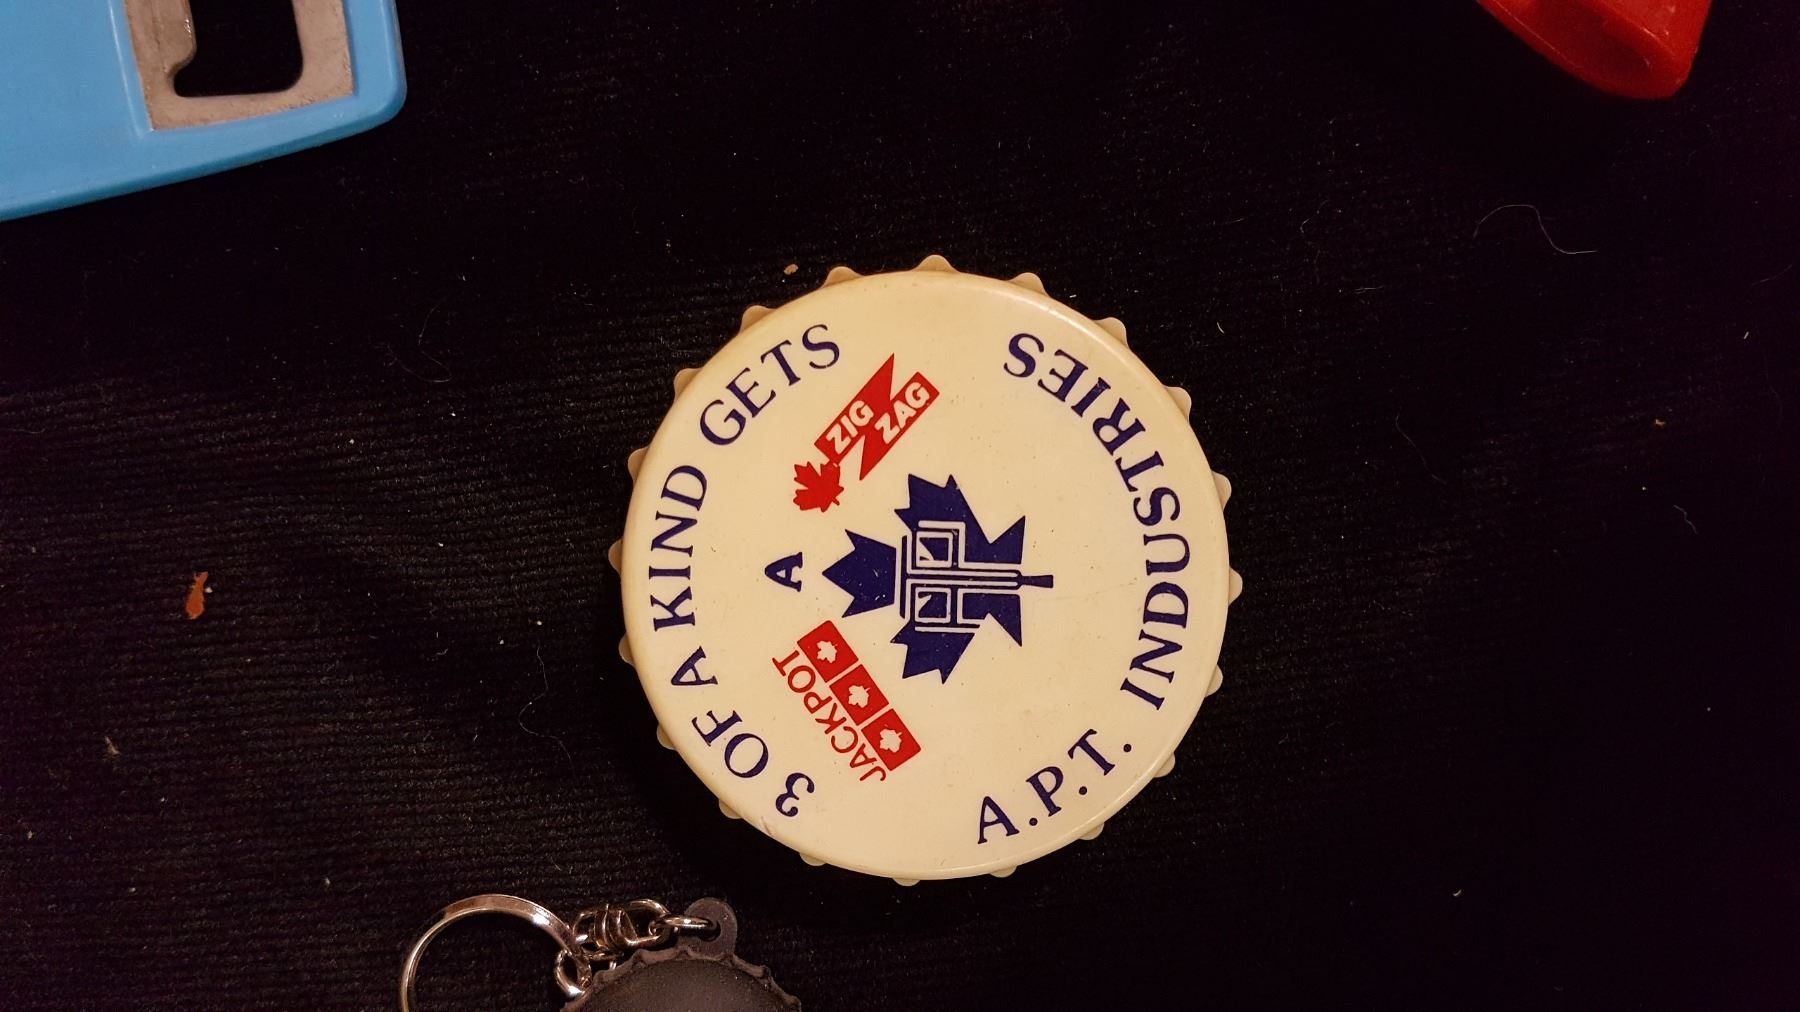 3 OF A KIND GETS
A
JACKPOT
ZIG
ZAG
A.P.T. INDUSTRIES